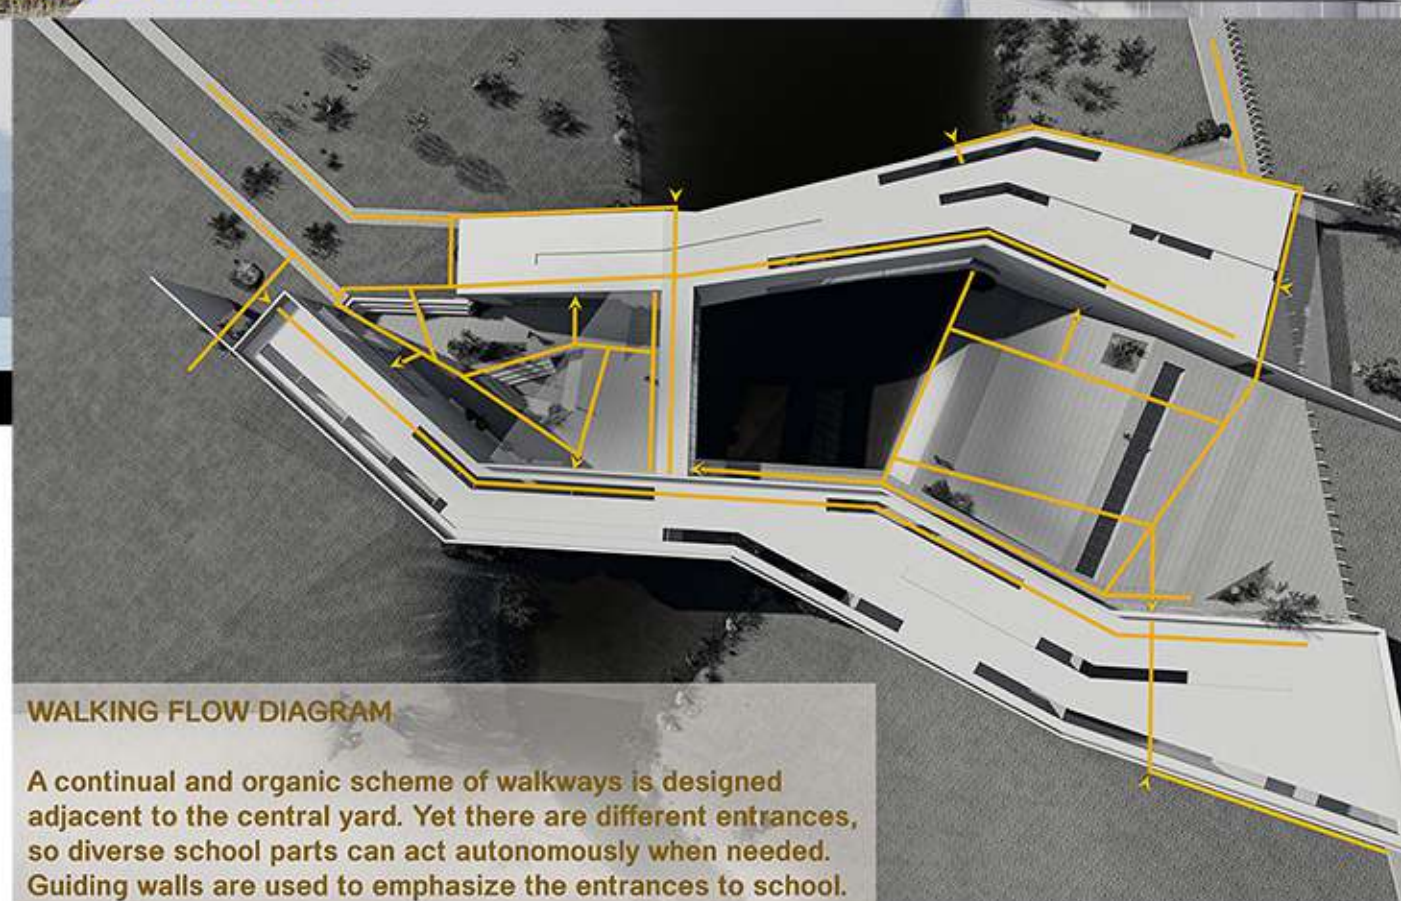 WALKING FLOW DIAGRAM
A continual and organic scheme of walkways is designed
adjacent to the central yard. Yet there are different entrances,
so diverse school parts can act autonomously when needed.
Guiding walls are used to emphasize the entrances to school.